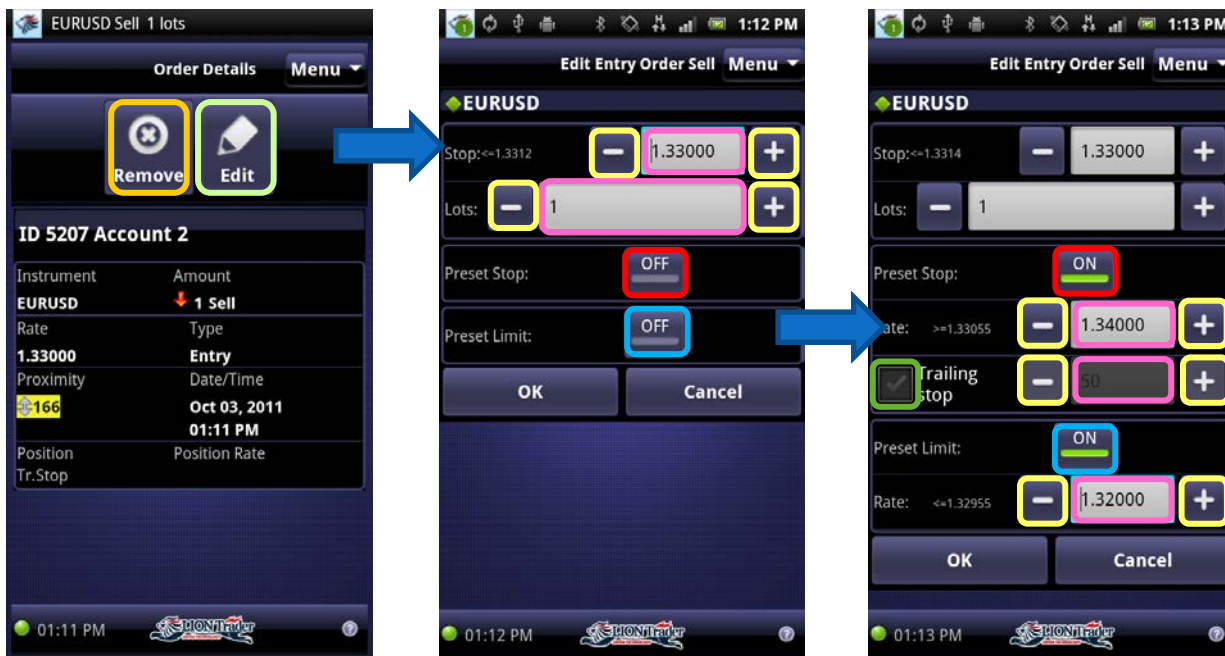 EURUSD Sell 1 lots
Order Details Menu
Remove Edit
ID 5207 Account 2
Instrument Amount
EURUSD 1 Sell
Rate Type
1.33000 Entry
Proximity Date/Time
166 Oct 03, 2011
01:11 PM
Position Position Rate
Tr.Stop
01:11 PM LIONTrader ?
1:12 PM
Edit Entry Order Sell Menu
EURUSD
Stop:<=1.3312 − 1.33000 +
Lots: − 1 +
Preset Stop: OFF
Preset Limit: OFF
OK Cancel
01:12 PM LIONTrader ?
1:13 PM
Edit Entry Order Sell Menu
EURUSD
Stop:<=1.3314 − 1.33000 +
Lots: − 1 +
Preset Stop: ON
ate: >=1.33055 − 1.34000 +
Trailing − 50 +
stop
Preset Limit: ON
Rate: <=1.32955 − 1.32000 +
OK Cancel
01:13 PM LIONTrader ?